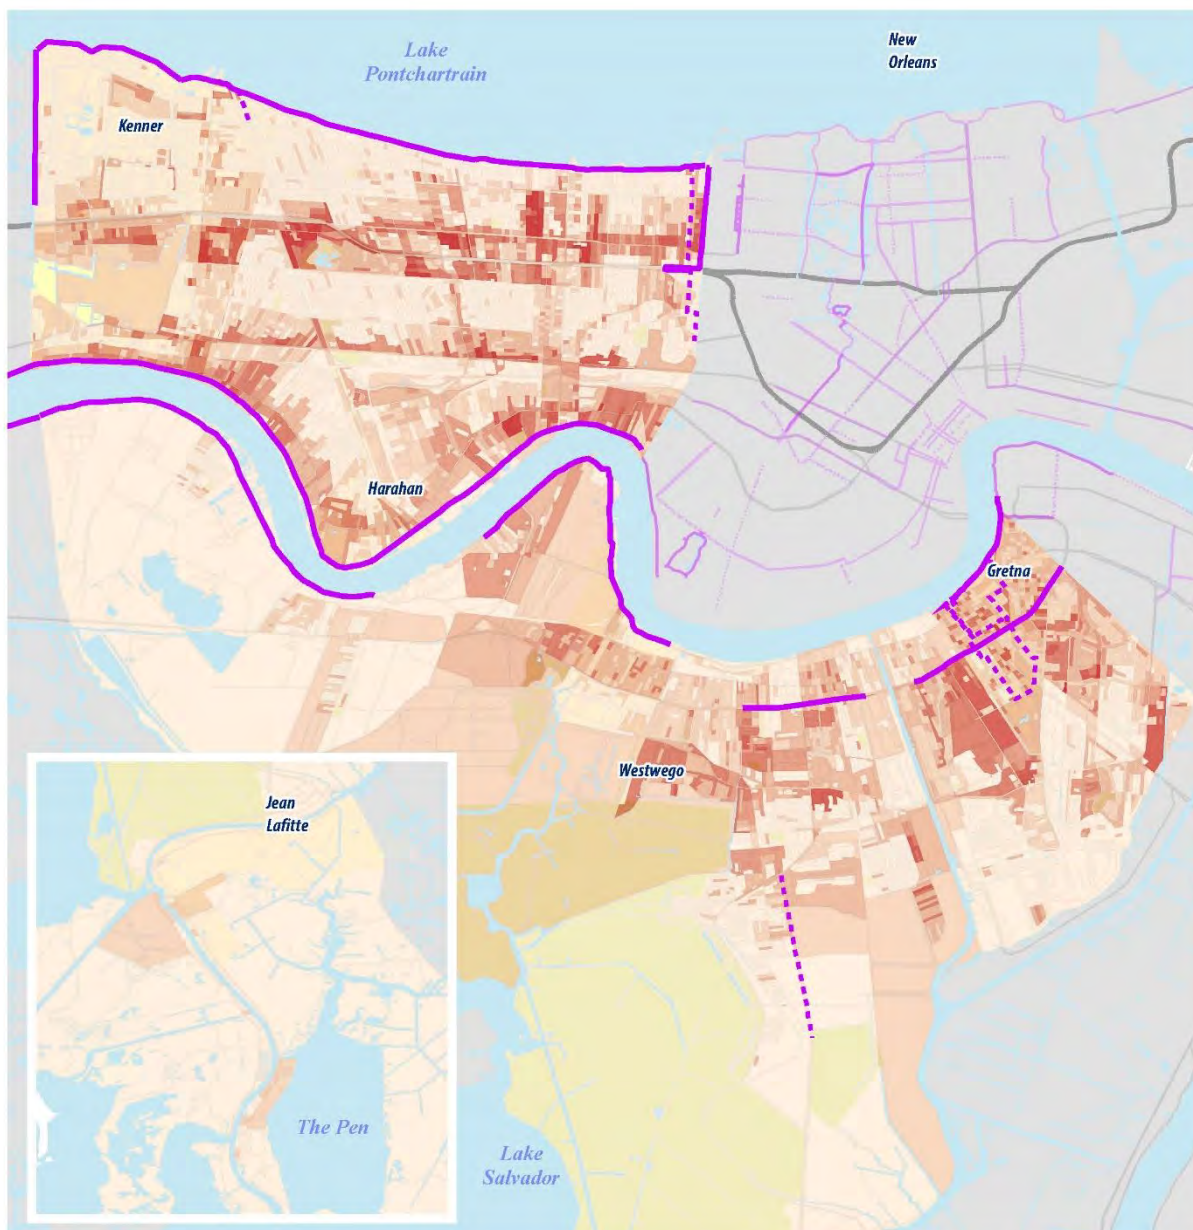 New
Orleans
Lake
Pontchartrain
Kenner
Harahan
Gretna
Westwego
Jean
Lafitte
The Pen
Lake
Salvador